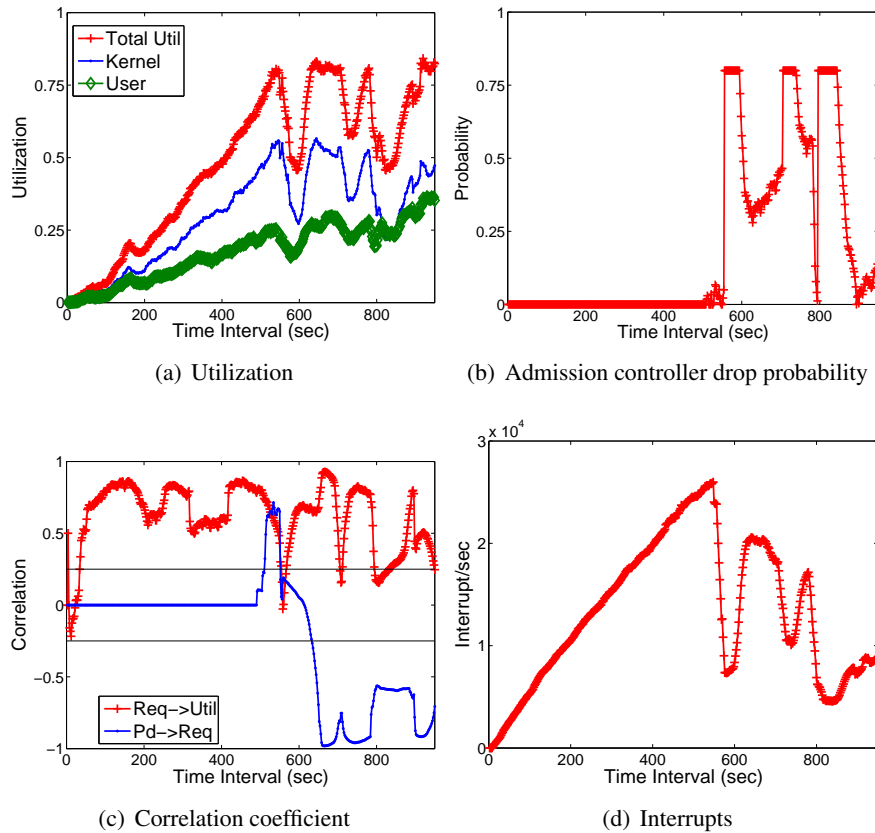 1
0.75
0.5
0.25
0
Utilization
Total Util
Kernel
User
0 200 400 600 800
Time Interval (sec)
(a) Utilization
1
0.75
0.5
0.25
0
Probability
0 200 400 600 800
Time Interval (sec)
(b) Admission controller drop probability
1
0.5
0
−0.5
−1
Correlation
Req−>Util
Pd−>Req
0 200 400 600 800
Time Interval (sec)
(c) Correlation coefficient
x 10⁴
3
2
1
0
Interrupt/sec
0 200 400 600 800
Time Interval (sec)
(d) Interrupts